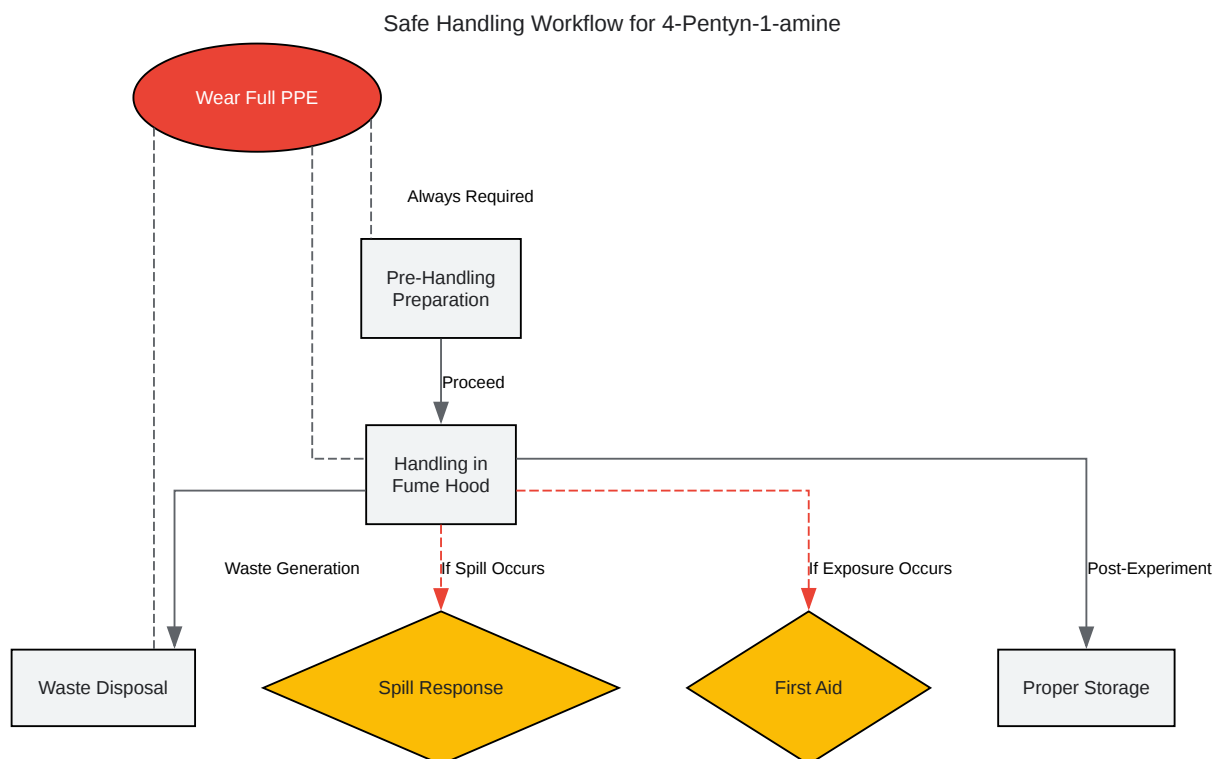 Safe Handling Workflow for 4-Pentyn-1-amine
Wear Full PPE
Always Required
Pre-Handling
Preparation
Proceed
Handling in
Fume Hood
Waste Generation
If Spill Occurs
If Exposure Occurs
Post-Experiment
Waste Disposal
Spill Response
First Aid
Proper Storage